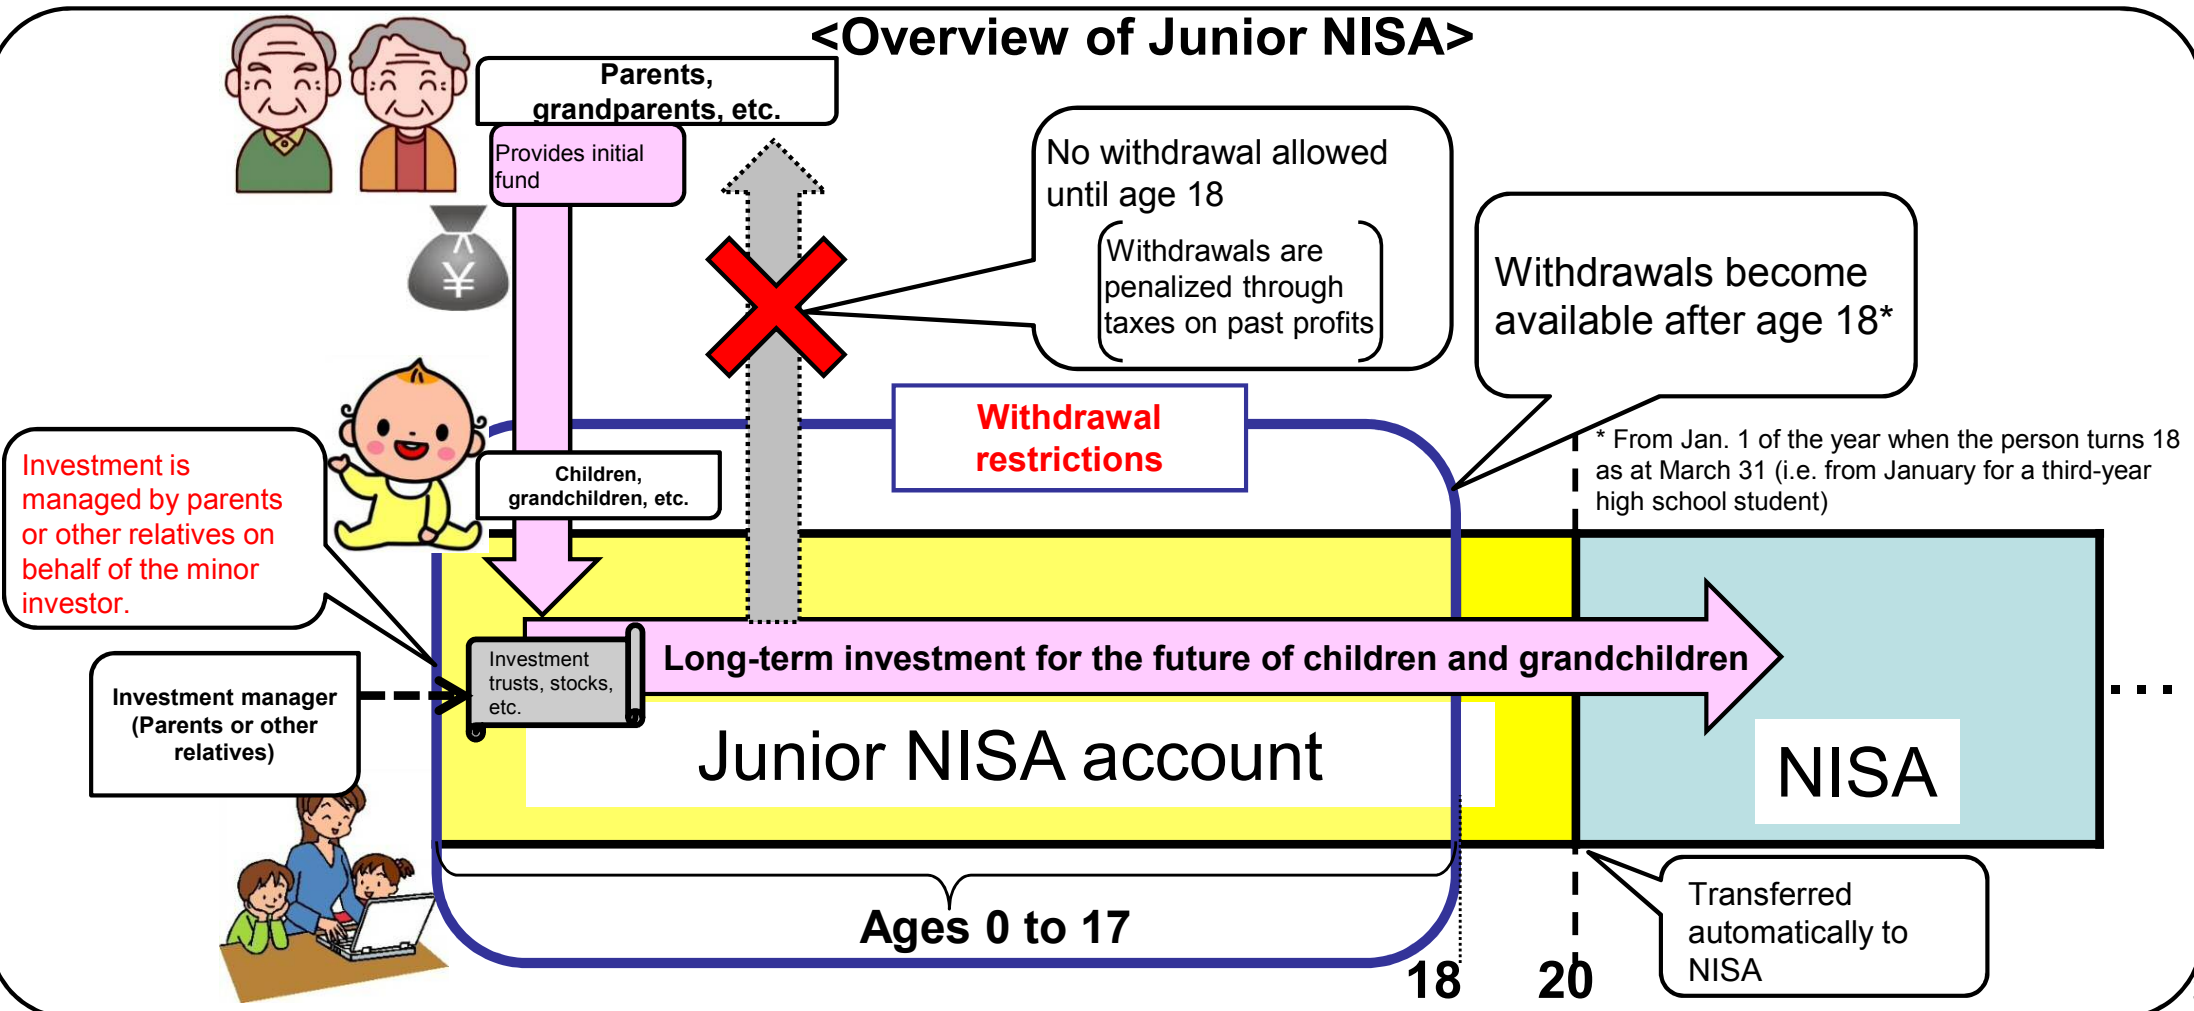 <Overview of Junior NISA>
Parents,
grandparents, etc.
Provides initial
fund
¥
No withdrawal allowed
until age 18
Withdrawals are
penalized through
taxes on past profits
Withdrawals become
available after age 18*
Withdrawal
restrictions
* From Jan. 1 of the year when the person turns 18
as at March 31 (i.e. from January for a third-year
high school student)
Investment is
managed by parents
or other relatives on
behalf of the minor
investor.
Children,
grandchildren, etc.
Investment
trusts, stocks,
etc.
Long-term investment for the future of children and grandchildren
Investment manager
(Parents or other
relatives)
Junior NISA account
NISA
...
Ages 0 to 17
18
20
Transferred
automatically to
NISA